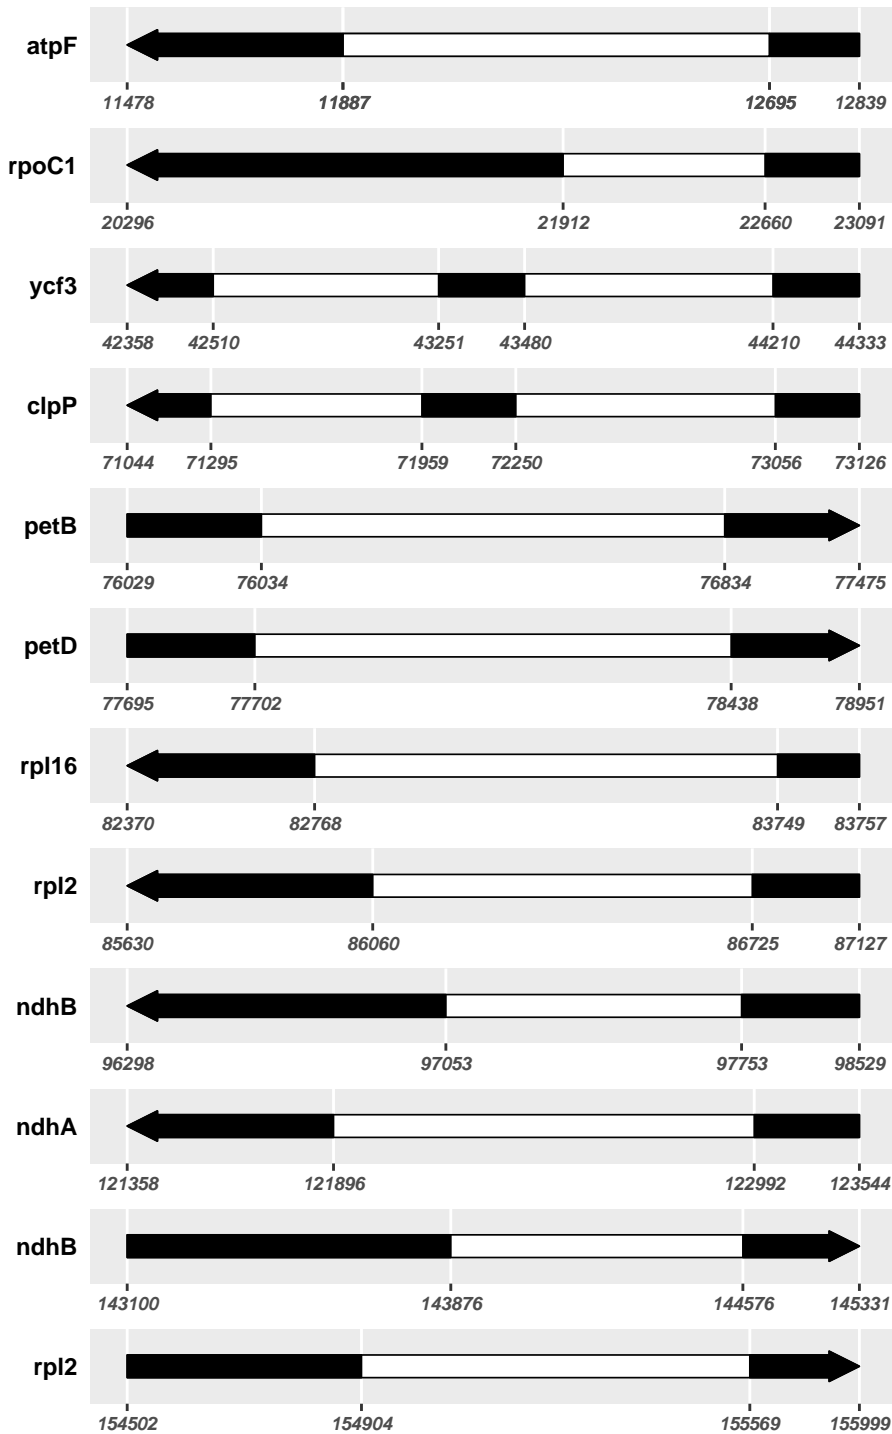 atpF
11478 11887 12695 12839
rpoC1
20296 21912 22660 23091
ycf3
42358 42510 43251 43480 44210 44333
clpP
71044 71295 71959 72250 73056 73126
petB
76029 76034 76834 77475
petD
77695 77702 78438 78951
rpl16
82370 82768 83749 83757
rpl2
85630 86060 86725 87127
ndhB
96298 97053 97753 98529
ndhA
121358 121896 122992 123544
ndhB
143100 143876 144576 145331
rpl2
154502 154904 155569 155999